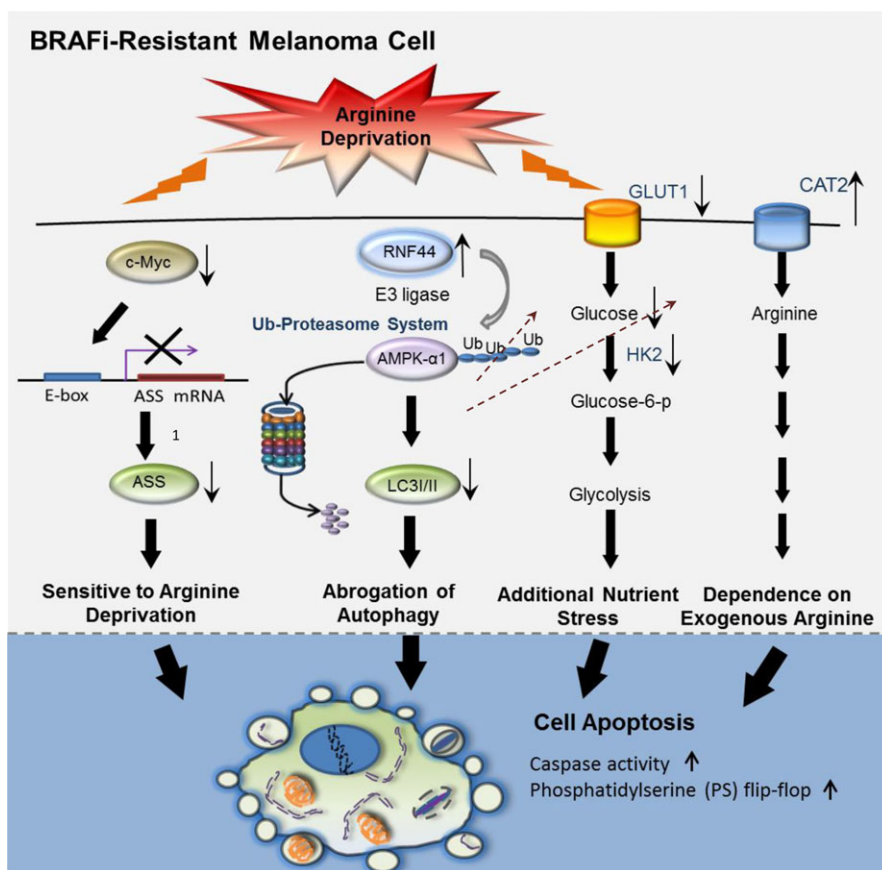 BRAFi-Resistant Melanoma Cell
Arginine
Deprivation
GLUT1
CAT2
c-Myc
RNF44
E3 ligase
Glucose
Arginine
Ub-Proteasome System
Ub
Ub
Ub
AMPK-α1
HK2
E-box
ASS mRNA
Glucose-6-p
1
ASS
LC3I/II
Glycolysis
Sensitive to Arginine
Deprivation
Abrogation of
Autophagy
Additional Nutrient
Stress
Dependence on
Exogenous Arginine
Cell Apoptosis
Caspase activity
Phosphatidylserine (PS) flip-flop